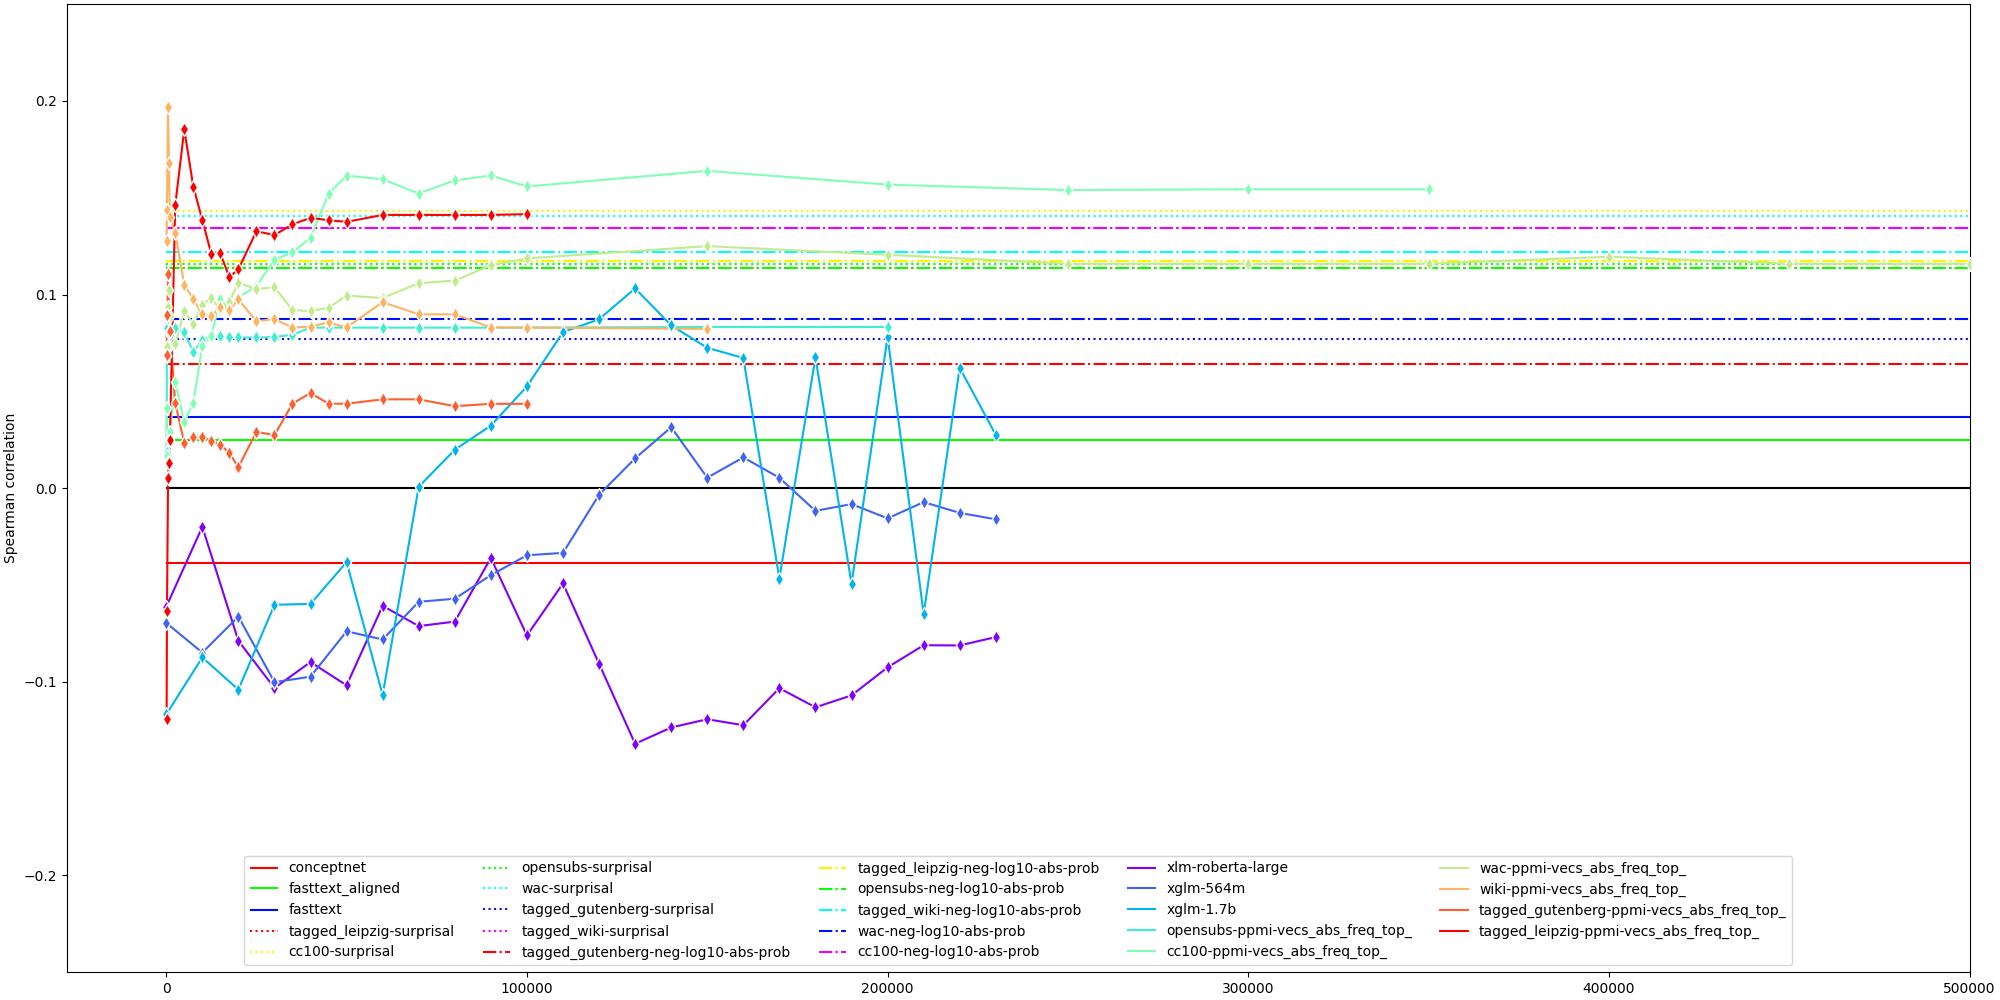 0.2
0.1
0.0
−0.1
−0.2
Spearman correlation
conceptnet
fasttext_aligned
fasttext
tagged_leipzig-surprisal
cc100-surprisal
opensubs-surprisal
wac-surprisal
tagged_gutenberg-surprisal
tagged_wiki-surprisal
tagged_gutenberg-neg-log10-abs-prob
tagged_leipzig-neg-log10-abs-prob
opensubs-neg-log10-abs-prob
tagged_wiki-neg-log10-abs-prob
wac-neg-log10-abs-prob
cc100-neg-log10-abs-prob
xlm-roberta-large
xglm-564m
xglm-1.7b
opensubs-ppmi-vecs_abs_freq_top_
cc100-ppmi-vecs_abs_freq_top_
wac-ppmi-vecs_abs_freq_top_
wiki-ppmi-vecs_abs_freq_top_
tagged_gutenberg-ppmi-vecs_abs_freq_top_
tagged_leipzig-ppmi-vecs_abs_freq_top_
0 100000 200000 300000 400000 500000